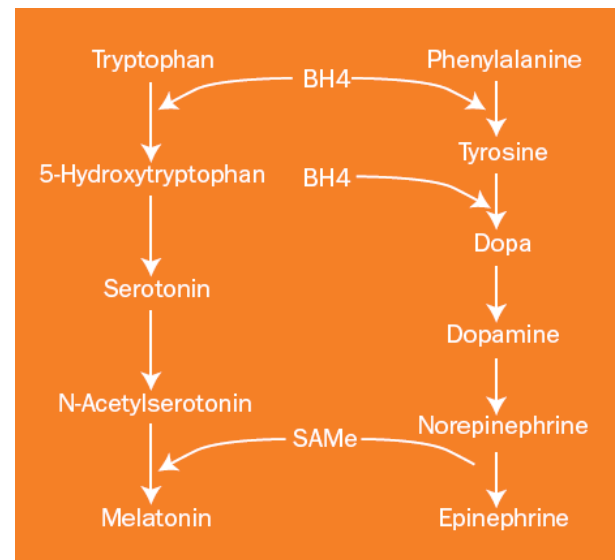 Tryptophan
BH4
Phenylalanine
5-Hydroxytryptophan
BH4
Tyrosine
Dopa
Serotonin
Dopamine
N-Acetylserotonin
SAMe
Norepinephrine
Melatonin
Epinephrine